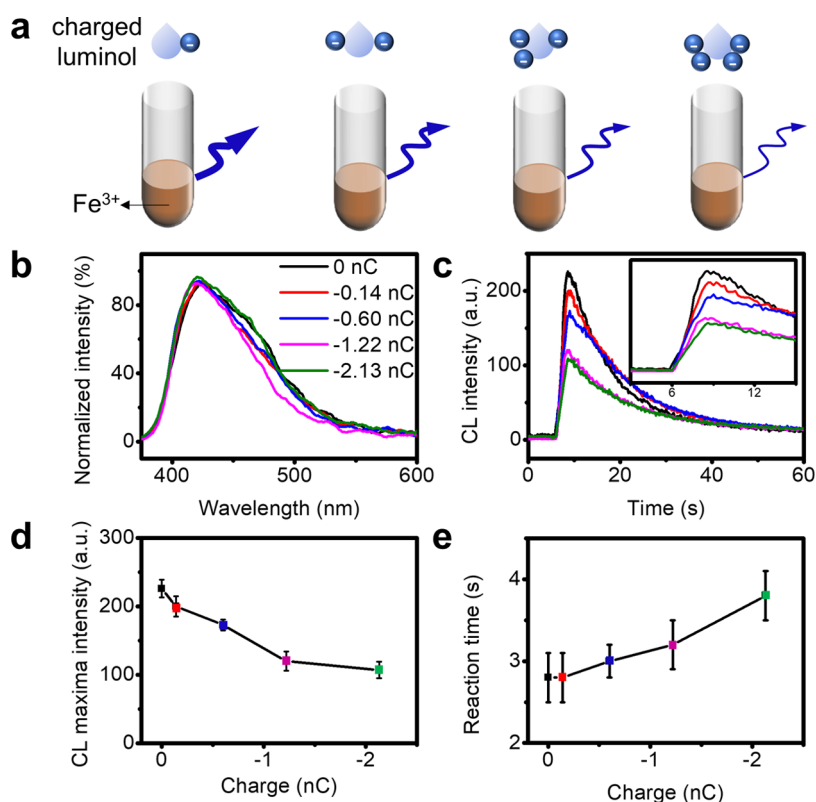 a
charged
luminol
Fe³⁺
b
Normalized intensity (%)
80
40
0
400
500
600
Wavelength (nm)
0 nC
-0.14 nC
-0.60 nC
-1.22 nC
-2.13 nC
c
CL intensity (a.u.)
200
100
0
0
20
40
60
Time (s)
6
12
d
CL maxima intensity (a.u.)
300
200
100
0
0
-1
-2
Charge (nC)
e
Reaction time (s)
4
3
2
0
-1
-2
Charge (nC)